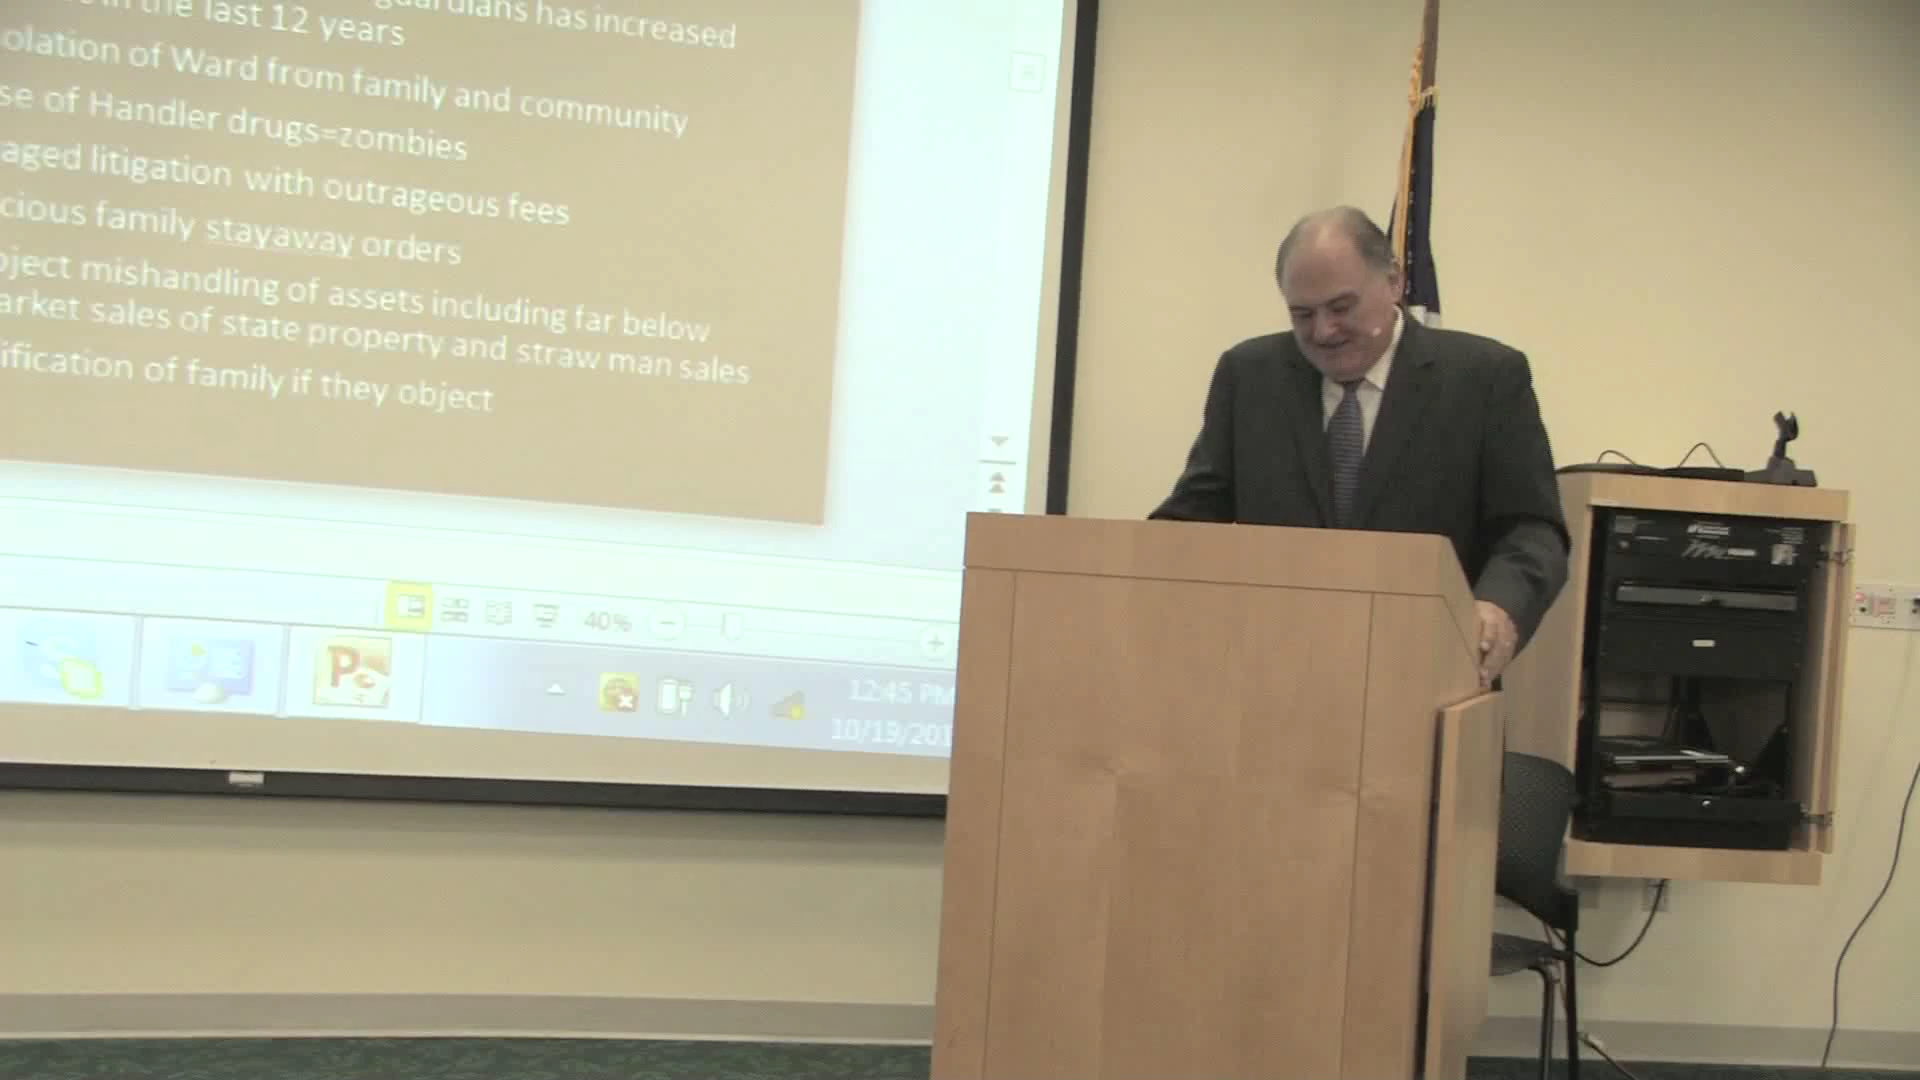 guardians has increased
in the last 12 years
olation of Ward from family and community
se of Handler drugs=zombies
aged litigation with outrageous fees
cious family stayaway orders
oject mishandling of assets including far below
arket sales of state property and straw man sales
ification of family if they object
40%
12:45 PM
10/19/201